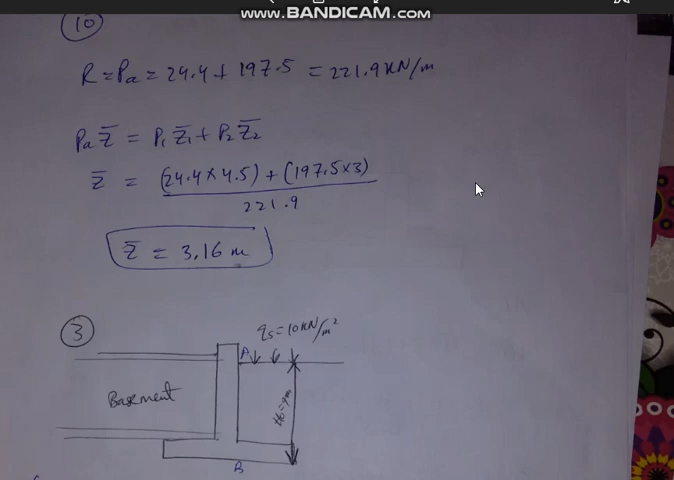 www.BANDICAM.com
10
R = Pa = 24.4 + 197.5 = 221.9 kN/m
Pa z̄ = P₁ z̄₁ + P₂ z̄₂
z̄ = (24.4 × 4.5) + (197.5 × 3)
221.9
z̄ = 3.16 m
3
qs = 10 kN/m²
A
Basement
B